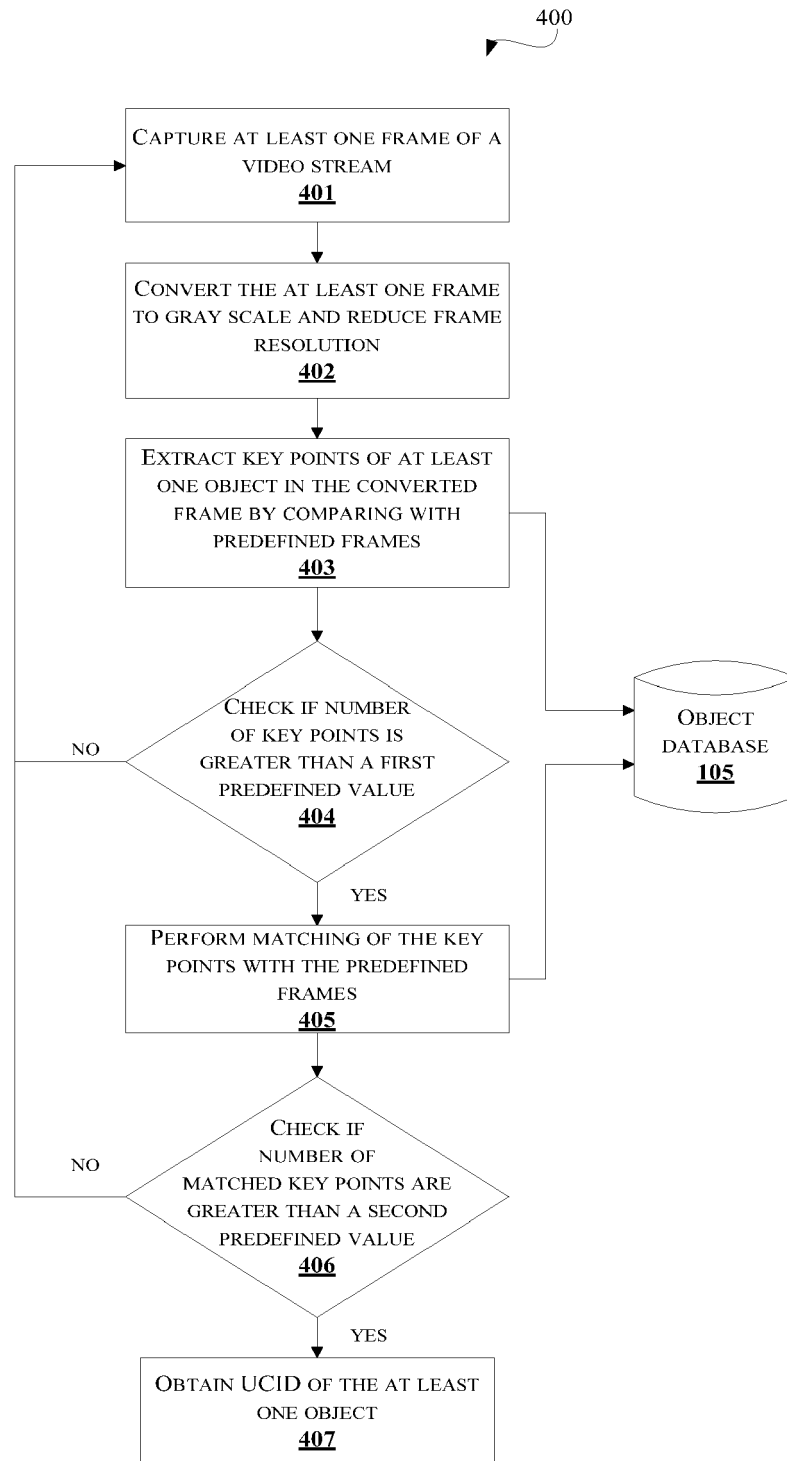 400
CAPTURE AT LEAST ONE FRAME OF A
VIDEO STREAM
401
CONVERT THE AT LEAST ONE FRAME
TO GRAY SCALE AND REDUCE FRAME
RESOLUTION
402
EXTRACT KEY POINTS OF AT LEAST
ONE OBJECT IN THE CONVERTED
FRAME BY COMPARING WITH
PREDEFINED FRAMES
403
CHECK IF NUMBER
OF KEY POINTS IS
GREATER THAN A FIRST
PREDEFINED VALUE
404
NO
YES
OBJECT
DATABASE
105
PERFORM MATCHING OF THE KEY
POINTS WITH THE PREDEFINED
FRAMES
405
CHECK IF
NUMBER OF
MATCHED KEY POINTS ARE
GREATER THAN A SECOND
PREDEFINED VALUE
406
NO
YES
OBTAIN UCID OF THE AT LEAST
ONE OBJECT
407